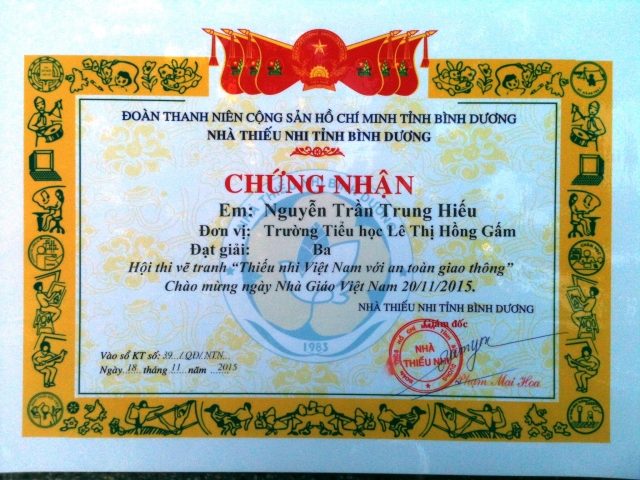 ĐOÀN THANH NIÊN CỘNG SẢN HỒ CHÍ MINH TỈNH BÌNH DƯƠNG
NHÀ THIẾU NHI TỈNH BÌNH DƯƠNG
CHỨNG NHẬN
Em: Nguyễn Trần Trung Hiếu
Đơn vị: Trường Tiểu học Lê Thị Hồng Gấm
Đạt giải: Ba
Hội thi vẽ tranh “Thiếu nhi Việt Nam với an toàn giao thông”
Chào mừng ngày Nhà Giáo Việt Nam 20/11/2015.
NHÀ THIẾU NHI TỈNH BÌNH DƯƠNG
Giám đốc
NHÀ
THIẾU NHI
1983
Vào sổ KT số: 39 /QĐ/ NTN
Ngày 18 tháng 11 năm 2015
Phạm Mai Hoa